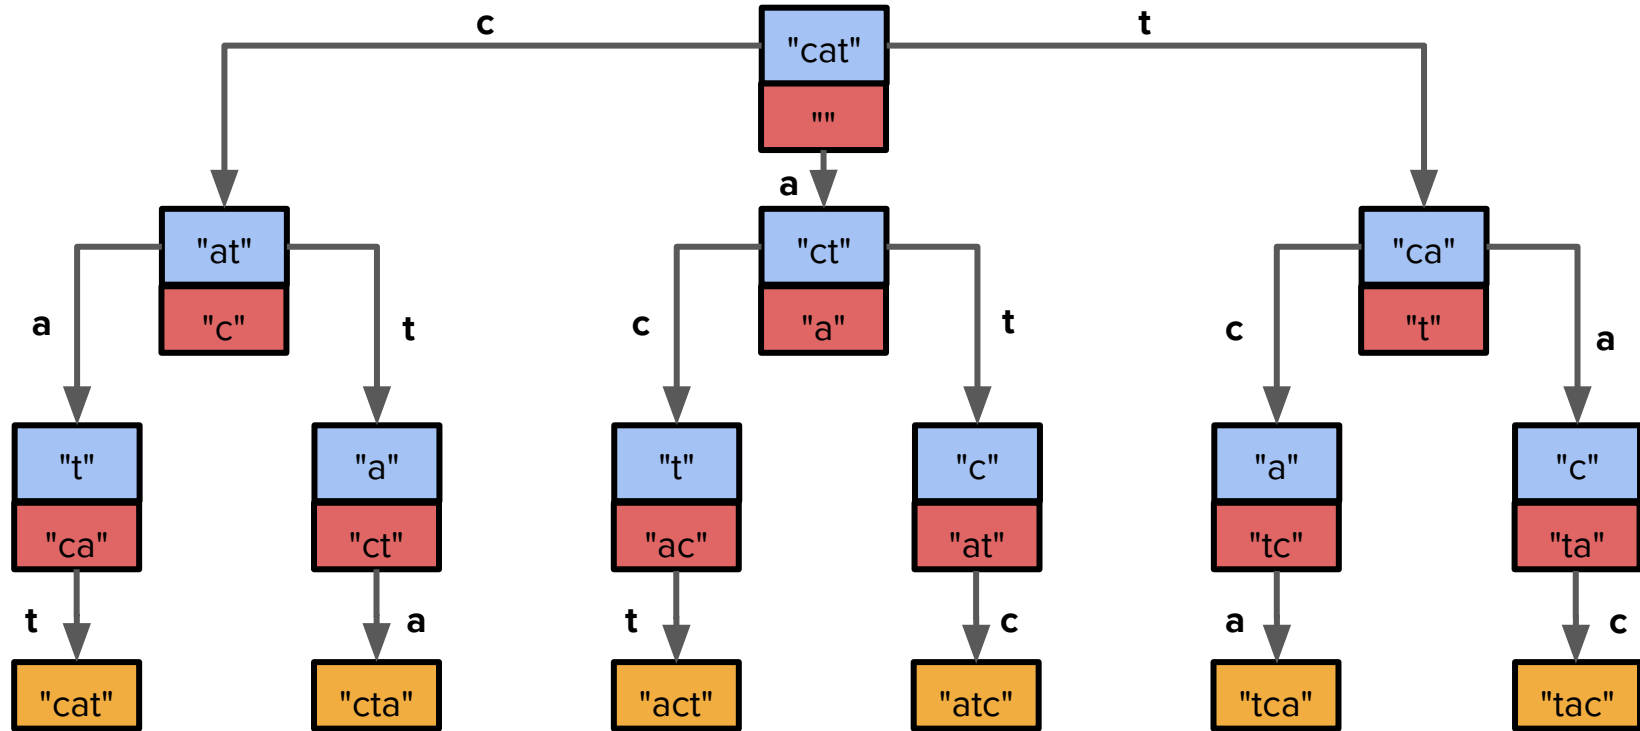 c "cat" t
""
a
"at" "ct" "ca"
a "c" t c "a" t c "t" a
"t" "a" "t" "c" "a" "c"
"ca" "ct" "ac" "at" "tc" "ta"
t a t c a c
"cat" "cta" "act" "atc" "tca" "tac"